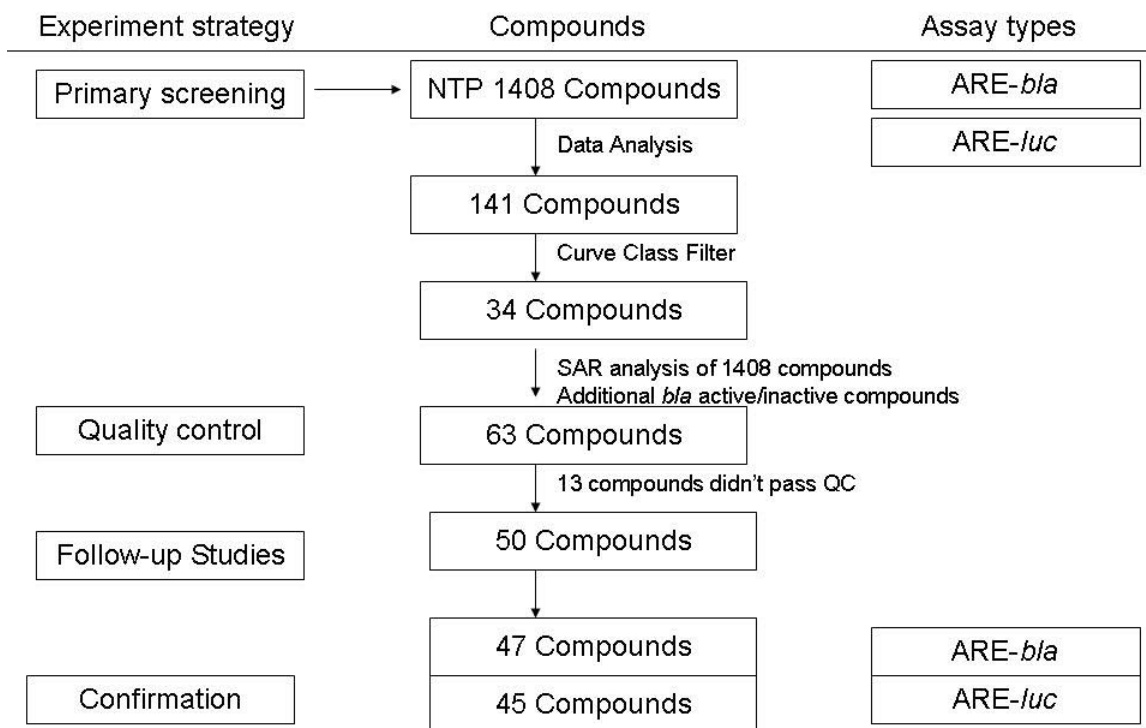 Experiment strategy Compounds Assay types
Primary screening NTP 1408 Compounds ARE-bla
ARE-luc
Data Analysis
141 Compounds
Curve Class Filter
34 Compounds
SAR analysis of 1408 compounds
Additional bla active/inactive compounds
Quality control 63 Compounds
13 compounds didn't pass QC
50 Compounds
Follow-up Studies
47 Compounds ARE-bla
Confirmation 45 Compounds ARE-luc